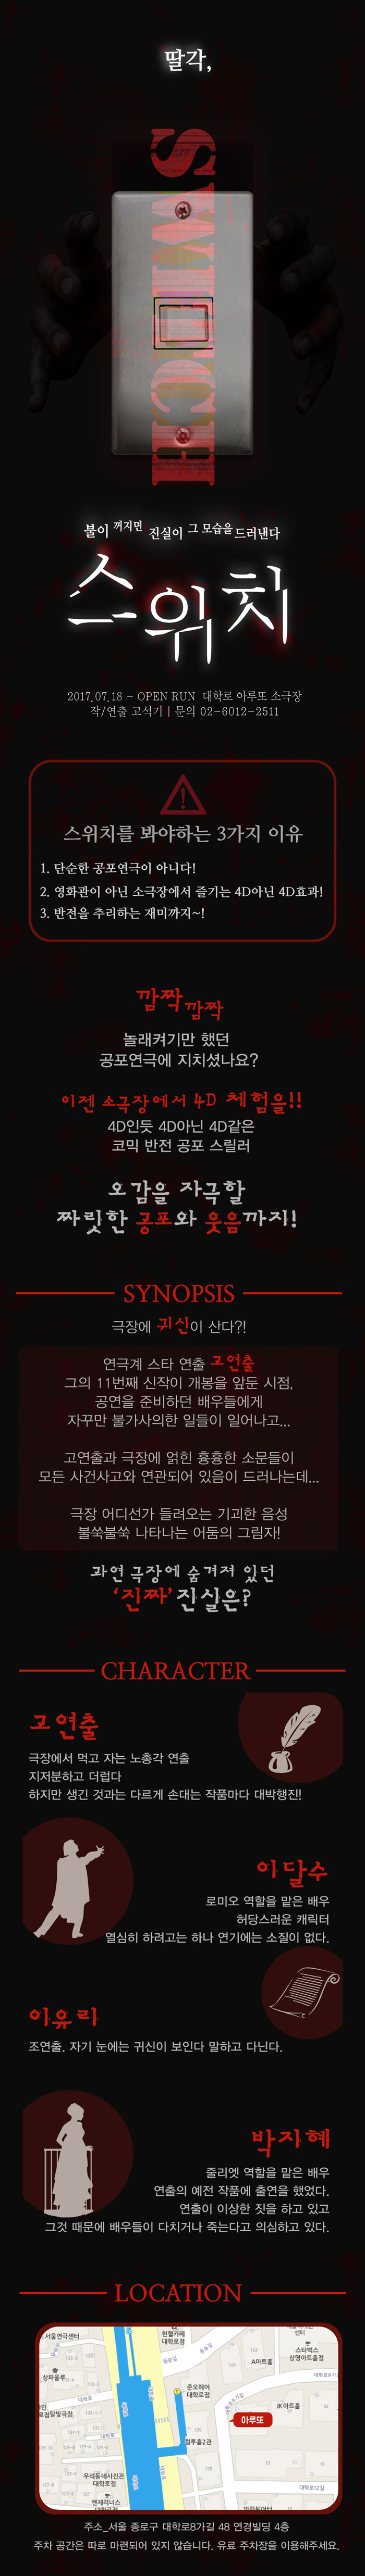 딸각,
SWITCH
불이 꺼지면 진실이 그 모습을 드러낸다
스위치
2017.07.18 - OPEN RUN 대학로 아루또 소극장
작/연출 고석기 | 문의 02-6012-2511
스위치를 봐야하는 3가지 이유
1. 단순한 공포연극이 아니다!
2. 영화관이 아닌 소극장에서 즐기는 4D아닌 4D효과!
3. 반전을 추리하는 재미까지~!
깜짝 깜짝
놀래켜기만 했던
공포연극에 지치셨나요?
이젠 소극장에서 4D 체험을!!
4D인듯 4D아닌 4D같은
코믹 반전 공포 스릴러
오감을 자극할
짜릿한 공포와 웃음까지!
SYNOPSIS
극장에 귀신이 산다?!
연극계 스타 연출 고연출
그의 11번째 신작이 개봉을 앞둔 시점,
공연을 준비하던 배우들에게
자꾸만 불가사의한 일들이 일어나고...
고연출과 극장에 얽힌 흉흉한 소문들이
모든 사건사고와 연관되어 있음이 드러나는데...
극장 어디선가 들려오는 기괴한 음성
불쑥불쑥 나타나는 어둠의 그림자!
과연 극장에 숨겨져 있던
'진짜' 진실은?
CHARACTER
고연출
극장에서 먹고 자는 노총각 연출
지저분하고 더럽다
하지만 생긴 것과는 다르게 손대는 작품마다 대박행진!
이달수
로미오 역할을 맡은 배우
허당스러운 캐릭터
열심히 하려고는 하나 연기에는 소질이 없다.
이유리
조연출. 자기 눈에는 귀신이 보인다 말하고 다닌다.
박지혜
줄리엣 역할을 맡은 배우
연출의 예전 작품에 출연을 했었다.
연출이 이상한 짓을 하고 있고
그것 때문에 배우들이 다치거나 죽는다고 의심하고 있다.
LOCATION
서울연극센터
헌혈카페
대학로점
센터
스타벅스
상명아트홀점
상파울루
A아트홀
준오헤어
대학로점
JK아트홀
아루또
컬투홀2관
우리동네사진관
대학로점
대학로12길
엔제리너스
대학로점
주소_서울 종로구 대학로8가길 48 연경빌딩 4층
주차 공간은 따로 마련되어 있지 않습니다. 유료 주차장을 이용해주세요.